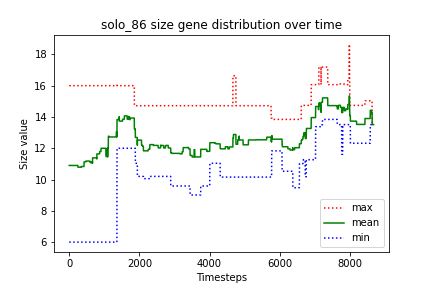 solo_86 size gene distribution over time
Size value
18
16
14
12
10
8
6
0
2000
4000
6000
8000
Timesteps
max
mean
min